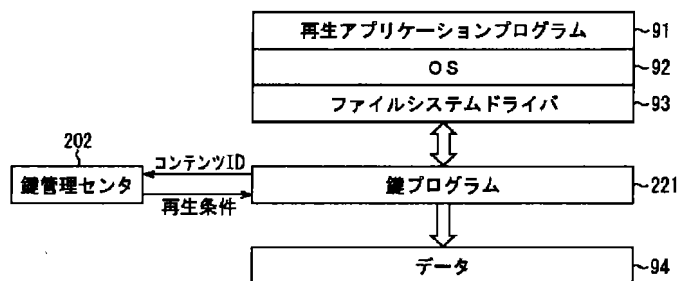 再生アプリケーションプログラム
91
OS
92
ファイルシステムドライバ
93
202
コンテンツID
鍵管理センタ
鍵プログラム
221
再生条件
データ
94